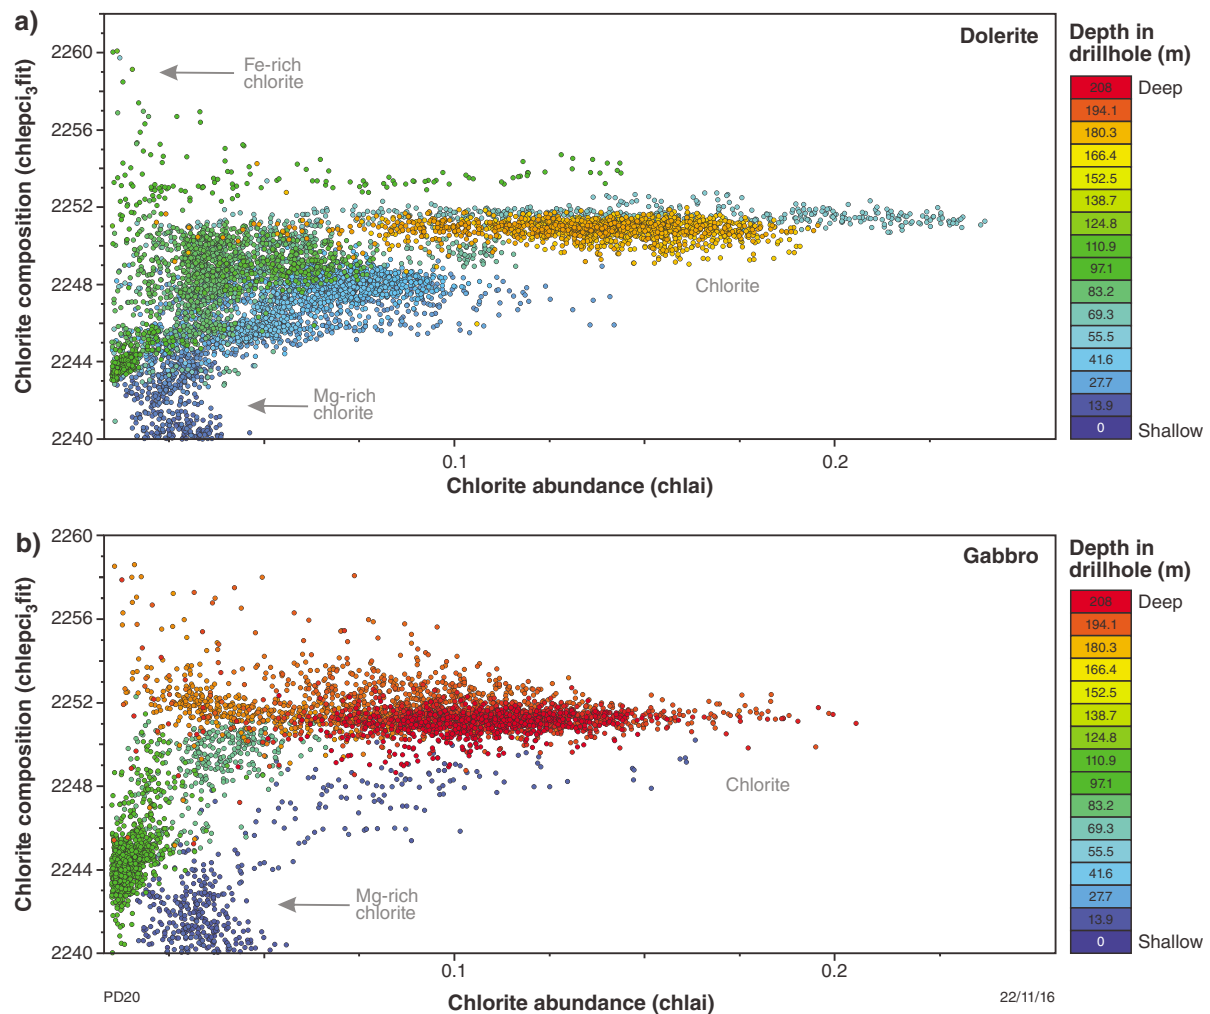 a)
Dolerite
Depth in
drillhole (m)
2260
2256
2252
2248
2244
2240
Chlorite composition (chlepci3fit)
Fe-rich
chlorite
Chlorite
Mg-rich
chlorite
0.1
0.2
Chlorite abundance (chlai)
208
194.1
180.3
166.4
152.5
138.7
124.8
110.9
97.1
83.2
69.3
55.5
41.6
27.7
13.9
0
Deep
Shallow
b)
Gabbro
Depth in
drillhole (m)
2260
2256
2252
2248
2244
2240
Chlorite composition (chlepci3fit)
Chlorite
Mg-rich
chlorite
0.1
0.2
Chlorite abundance (chlai)
208
194.1
180.3
166.4
152.5
138.7
124.8
110.9
97.1
83.2
69.3
55.5
41.6
27.7
13.9
0
Deep
Shallow
PD20
22/11/16